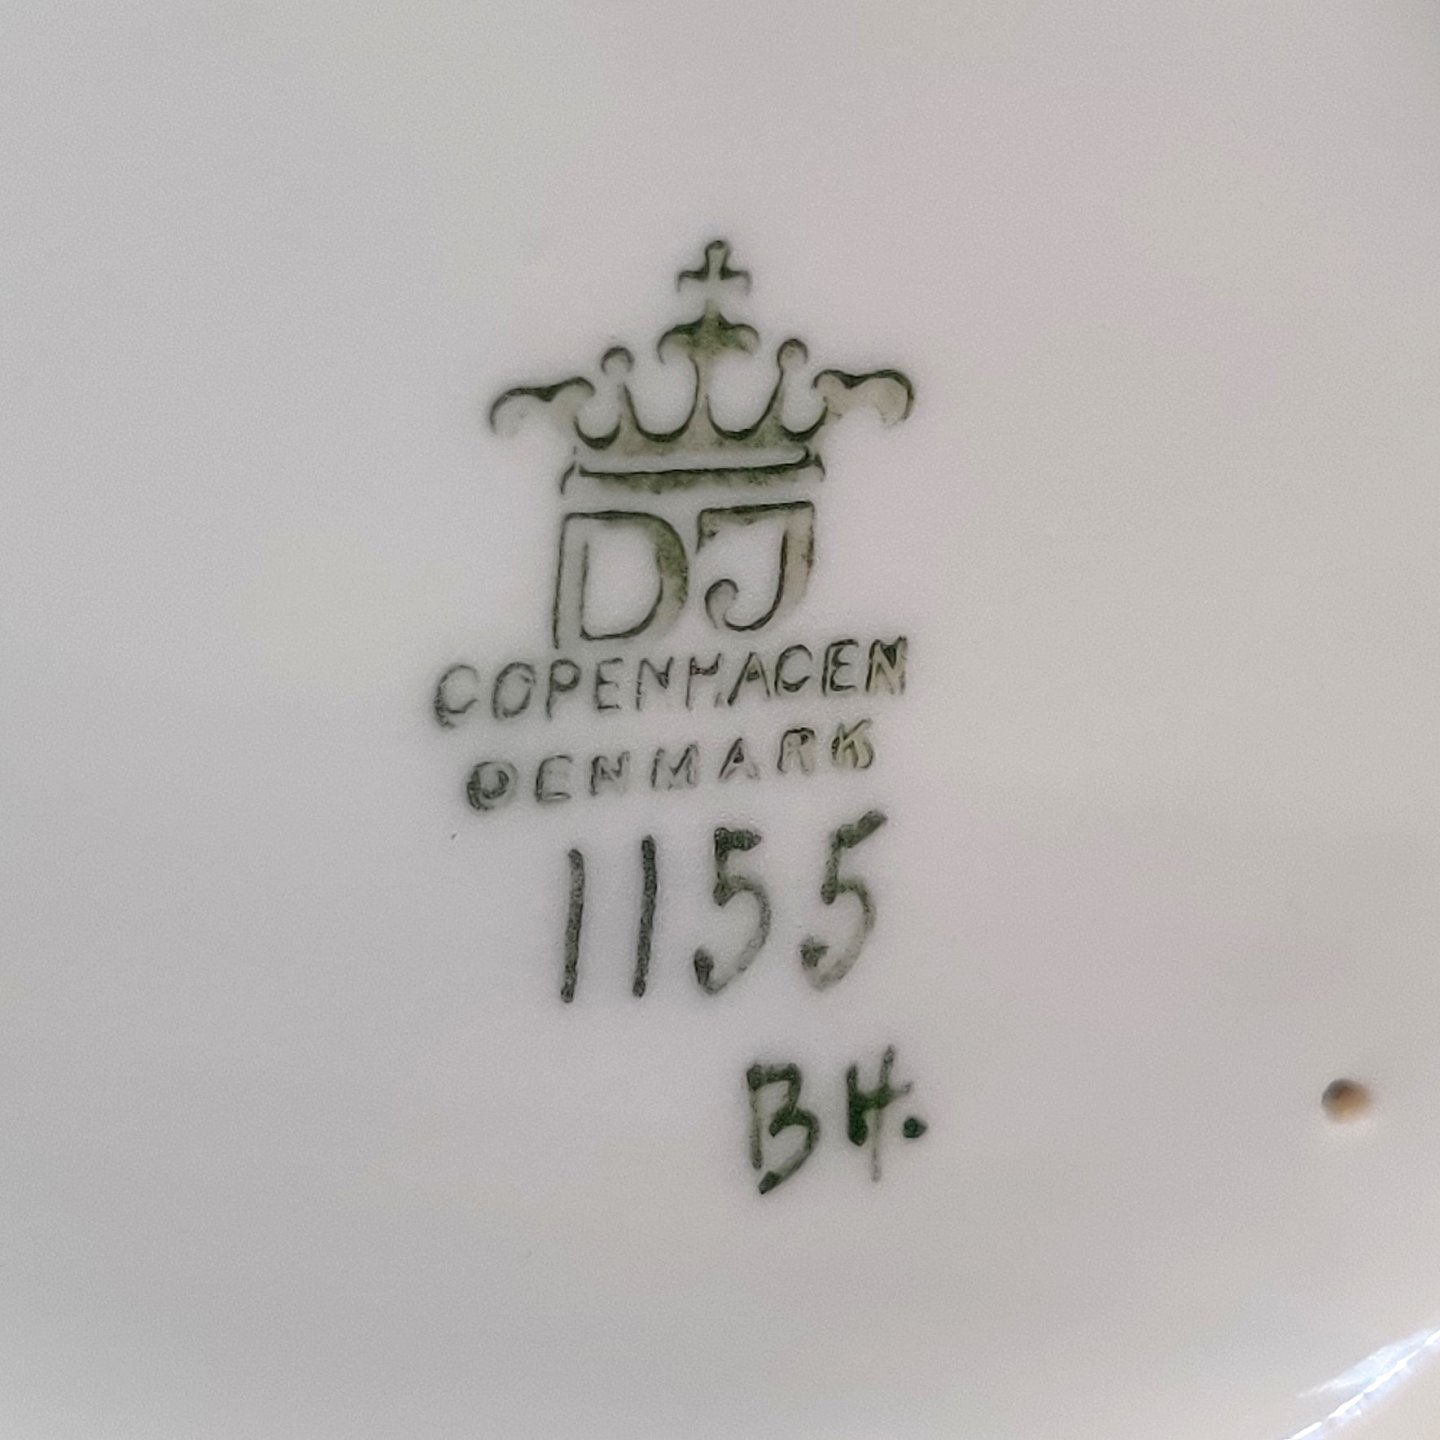 DJ
COPENHAGEN
DENMARK
1155
BH.